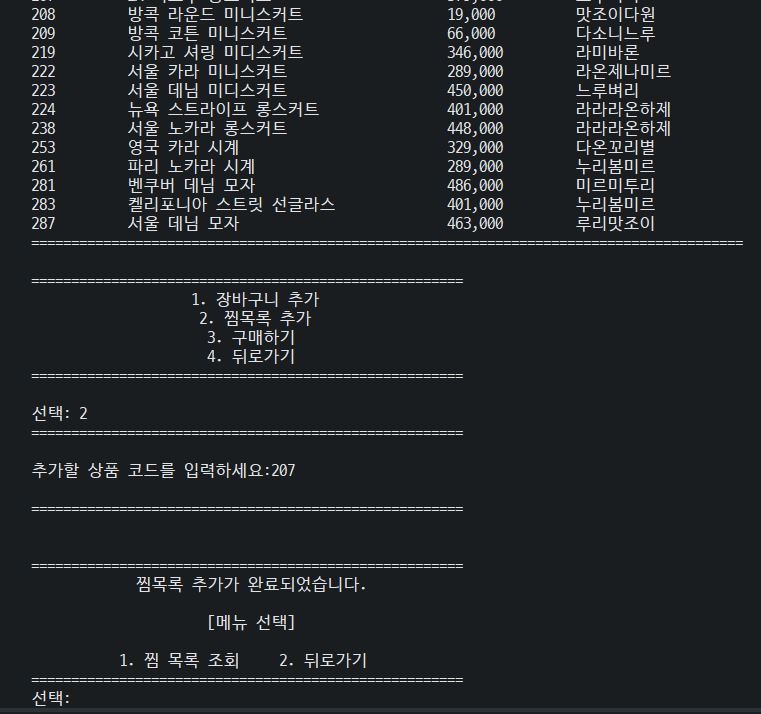 208 방콕 라운드 미니스커트 19,000 맛조이다원
209 방콕 코튼 미니스커트 66,000 다소니느루
219 시카고 셔링 미디스커트 346,000 라미바론
222 서울 카라 미니스커트 289,000 라온제나미르
223 서울 데님 미디스커트 450,000 느루벼리
224 뉴욕 스트라이프 롱스커트 401,000 라라라온하제
238 서울 노카라 롱스커트 448,000 라라라온하제
253 영국 카라 시계 329,000 다온꼬리별
261 파리 노카라 시계 289,000 누리봄미르
281 벤쿠버 데님 모자 486,000 미르미투리
283 켈리포니아 스트릿 선글라스 401,000 누리봄미르
287 서울 데님 모자 463,000 루리맛조이
1. 장바구니 추가
2. 찜목록 추가
3. 구매하기
4. 뒤로가기
선택: 2
추가할 상품 코드를 입력하세요:207
찜목록 추가가 완료되었습니다.
[메뉴 선택]
1. 찜 목록 조회 2. 뒤로가기
선택: